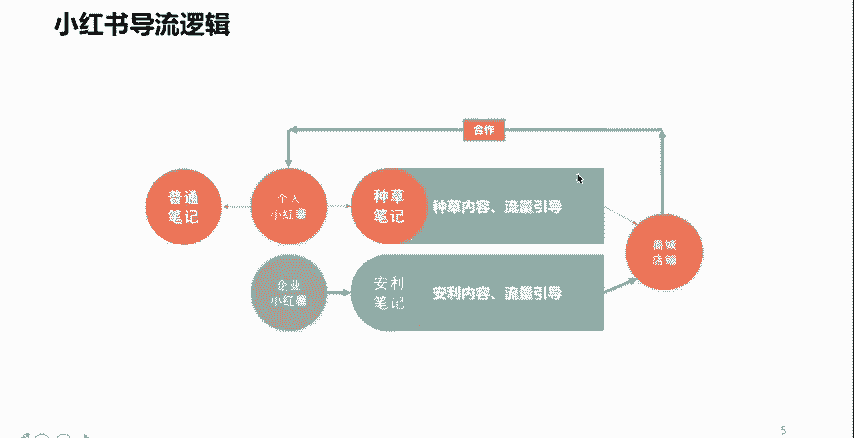 小红书导流逻辑
合作
普通
笔记
个人
小红薯
种草
笔记
种草内容、流量引导
商城
店铺
企业
小红薯
安利
笔记
安利内容、流量引导
5